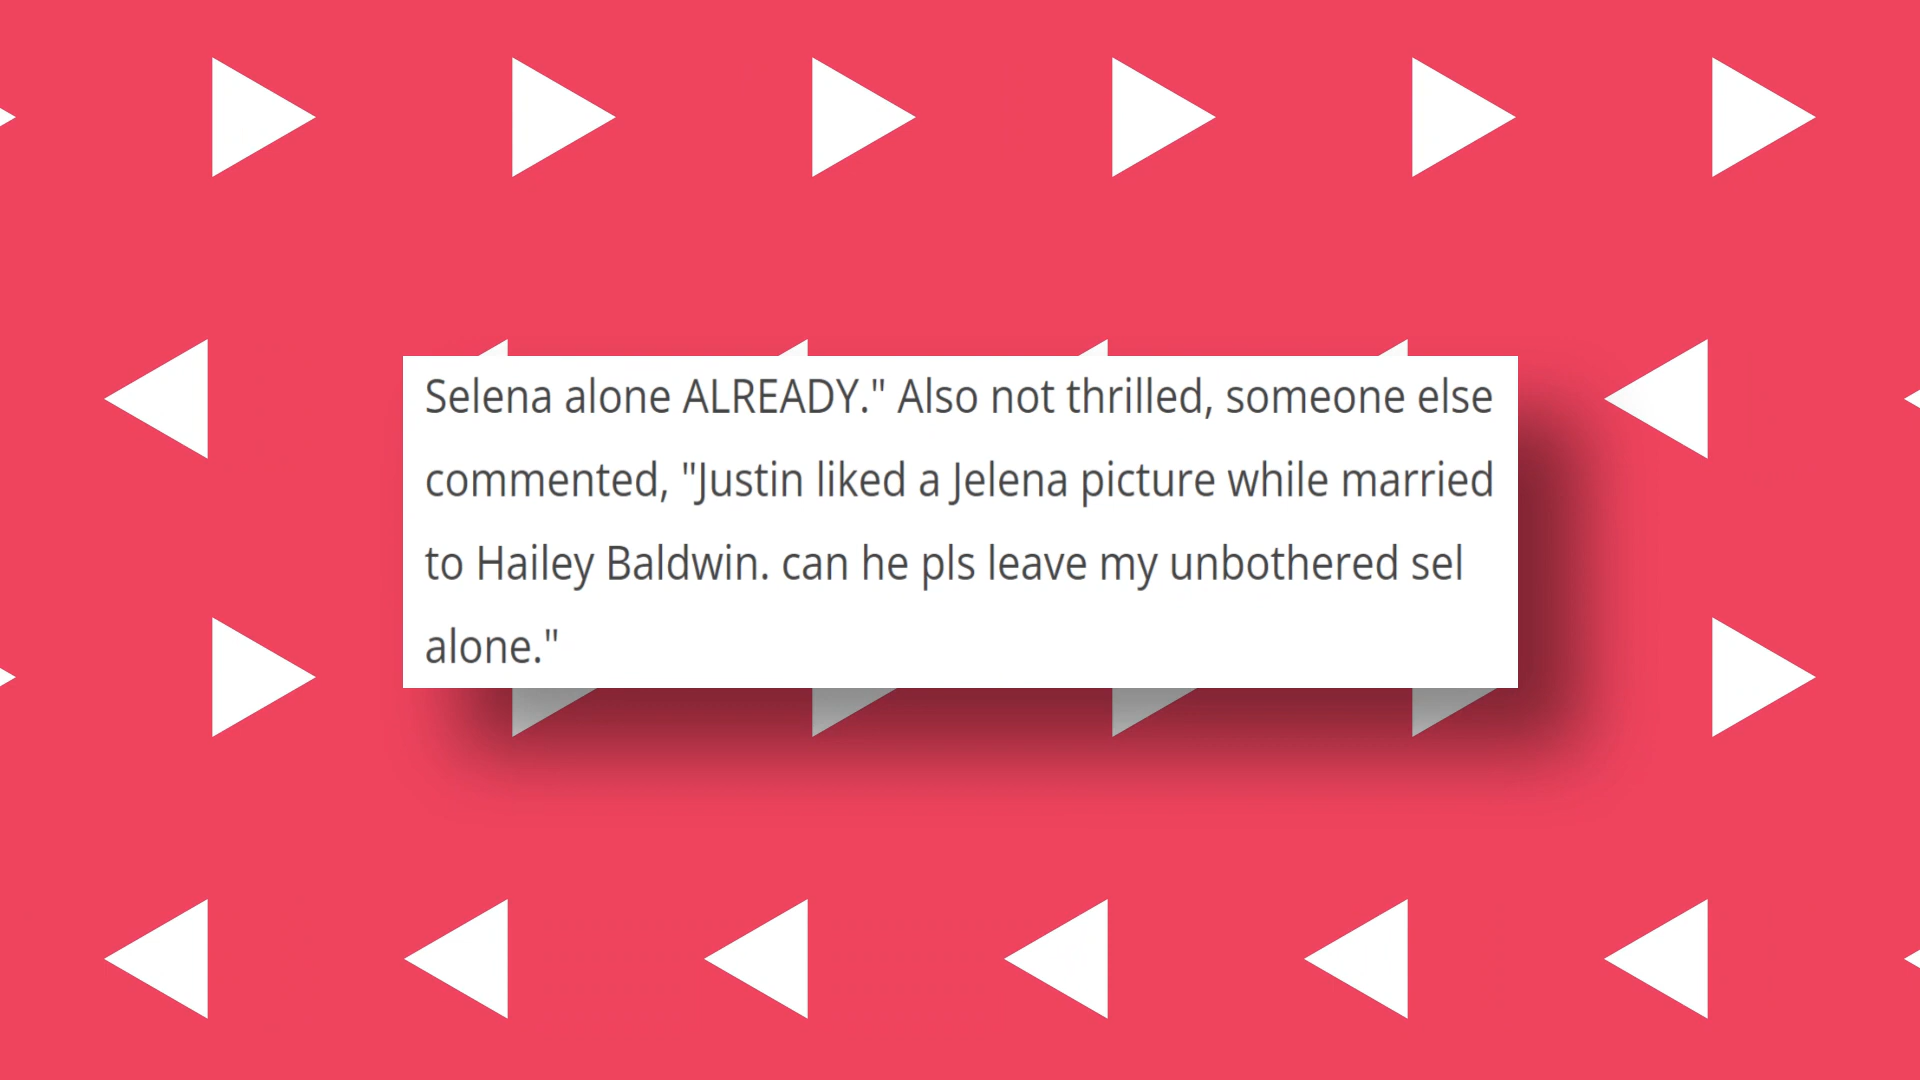 Selena alone ALREADY." Also not thrilled, someone else
commented, "Justin liked a Jelena picture while married
to Hailey Baldwin. can he pls leave my unbothered sel
alone."